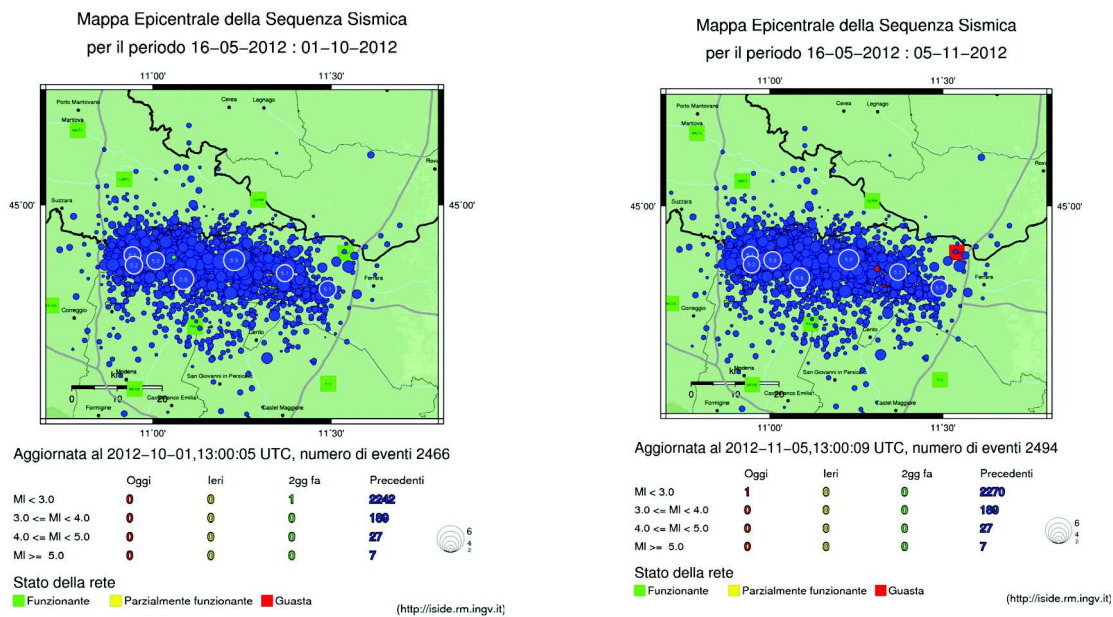 Mappa Epicentrale della Sequenza Sismica
per il periodo 16−05−2012 : 01−10−2012
11˚00' 11˚30'
Cerea Legnago
Porto Mantovano
Mantova
Rov
Suzzara
45˚00' 45˚00'
Ferrara
Correggio
Cento
Modena
San Giovanni in Persic
km
0 10 20
Castelfranco Emilia
Formigine
Castel Maggiore
11˚00' 11˚30'
Aggiornata al 2012−10−01,13:00:05 UTC, numero di eventi 2466
Oggi Ieri 2gg fa Precedenti
Ml < 3.0 0 0 1 2242
3.0 <= Ml < 4.0 0 0 0 189
4.0 <= Ml < 5.0 0 0 0 27
Ml >= 5.0 0 0 0 7
6
4
2
Stato della rete
Funzionante Parzialmente funzionante Guasta
(http://iside.rm.ingv.it)
Mappa Epicentrale della Sequenza Sismica
per il periodo 16−05−2012 : 05−11−2012
11˚00' 11˚30'
Cerea Legnago
Porto Mantovano
Mantova
Rov
Suzzara
45˚00' 45˚00'
Ferrara
Correggio
Cento
Modena
San Giovanni in Persic
km
0 10 20
Castelfranco Emilia
Formigine
Castel Maggiore
11˚00' 11˚30'
Aggiornata al 2012−11−05,13:00:09 UTC, numero di eventi 2494
Oggi Ieri 2gg fa Precedenti
Ml < 3.0 1 0 0 2270
3.0 <= Ml < 4.0 0 0 0 189
4.0 <= Ml < 5.0 0 0 0 27
Ml >= 5.0 0 0 0 7
6
4
2
Stato della rete
Funzionante Parzialmente funzionante Guasta
(http://iside.rm.ingv.it)